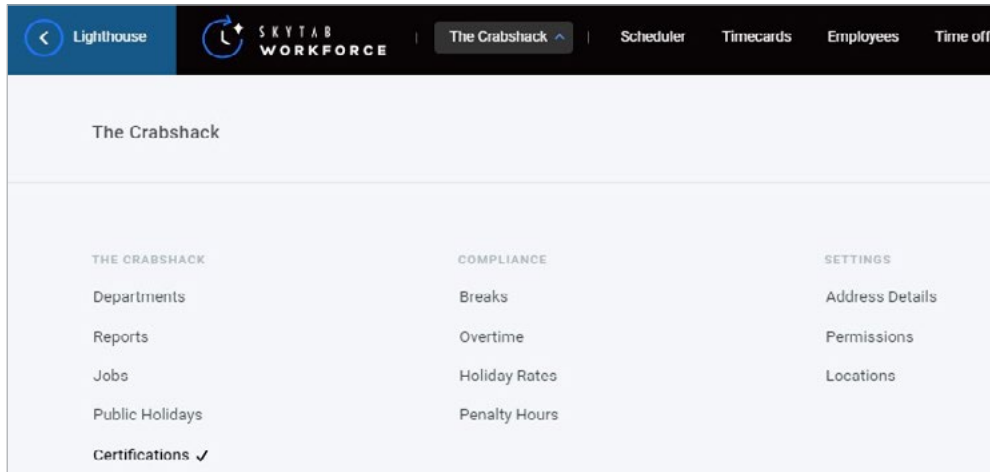 Lighthouse SKYTAB WORKFORCE The Crabshack Scheduler Timecards Employees Time off
The Crabshack
THE CRABSHACK
Departments
Reports
Jobs
Public Holidays
Certifications
COMPLIANCE
Breaks
Overtime
Holiday Rates
Penalty Hours
SETTINGS
Address Details
Permissions
Locations